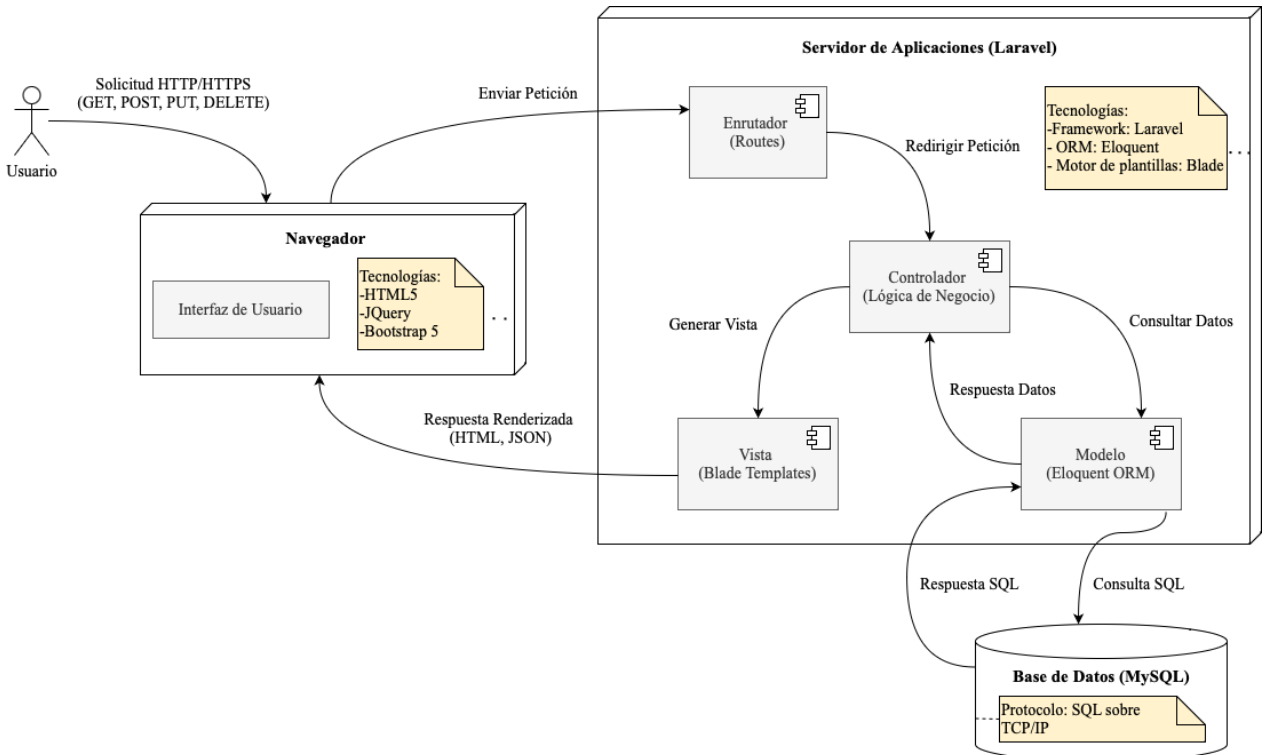 Servidor de Aplicaciones (Laravel)
Solicitud HTTP/HTTPS
(GET, POST, PUT, DELETE)
Usuario
Enviar Petición
Enrutador
(Routes)
Redirigir Petición
Tecnologías:
-Framework: Laravel
- ORM: Eloquent
- Motor de plantillas: Blade
Navegador
Interfaz de Usuario
Tecnologías:
-HTML5
-JQuery
-Bootstrap 5
Controlador
(Lógica de Negocio)
Generar Vista
Consultar Datos
Respuesta Datos
Respuesta Renderizada
(HTML, JSON)
Vista
(Blade Templates)
Modelo
(Eloquent ORM)
Respuesta SQL
Consulta SQL
Base de Datos (MySQL)
Protocolo: SQL sobre
TCP/IP